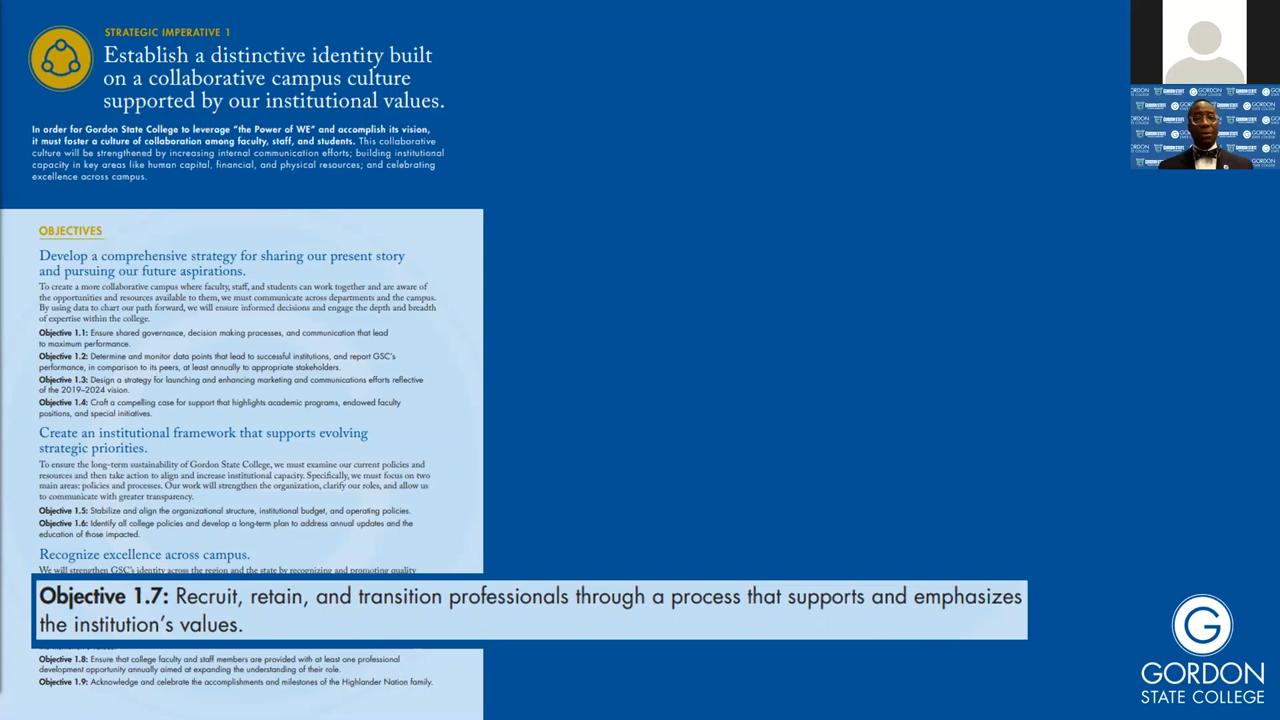 STRATEGIC IMPERATIVE 1
Establish a distinctive identity built
on a collaborative campus culture
supported by our institutional values.
In order for Gordon State College to leverage “the Power of WE” and accomplish its vision,
it must foster a culture of collaboration among faculty, staff, and students. This collaborative
culture will be strengthened by increasing internal communication efforts; building institutional
capacity in key areas like human capital, financial, and physical resources; and celebrating
excellence across campus.
OBJECTIVES
Develop a comprehensive strategy for sharing our present story
and pursuing our future aspirations.
To create a more collaborative campus where faculty, staff, and students can work together and are aware of
the opportunities and resources available to them, we must communicate across departments and the campus.
By using data to chart our path forward, we will ensure informed decisions and engage the depth and breadth
of expertise within the college.
Objective 1.1: Ensure shared governance, decision making processes, and communication that lead
to maximum performance.
Objective 1.2: Determine and monitor data points that lead to successful institutions, and report GSC’s
performance, in comparison to its peers, at least annually to appropriate stakeholders.
Objective 1.3: Design a strategy for launching and enhancing marketing and communications efforts reflective
of the 2019–2024 vision.
Objective 1.4: Craft a compelling case for support that highlights academic programs, endowed faculty
positions, and special initiatives.
Create an institutional framework that supports evolving
strategic priorities.
To ensure the long-term sustainability of Gordon State College, we must examine our current policies and
resources and then take action to align and increase institutional capacity. Specifically, we must focus on two
main areas: policies and processes. Our work will strengthen the organization, clarify our roles, and allow us
to communicate with greater transparency.
Objective 1.5: Stabilize and align the organizational structure, institutional budget, and operating policies.
Objective 1.6: Identify all college policies and develop a long-term plan to address annual updates and the
education of those impacted.
Recognize excellence across campus.
We will strengthen GSC’s identity across the region and the state by recognizing and promoting quality
Objective 1.7: Recruit, retain, and transition professionals through a process that supports and emphasizes
the institution’s values.
Objective 1.8: Ensure that college faculty and staff members are provided with at least one professional
development opportunity annually aimed at expanding the understanding of their role.
Objective 1.9: Acknowledge and celebrate the accomplishments and milestones of the Highlander Nation family.
G
GORDON
STATE COLLEGE